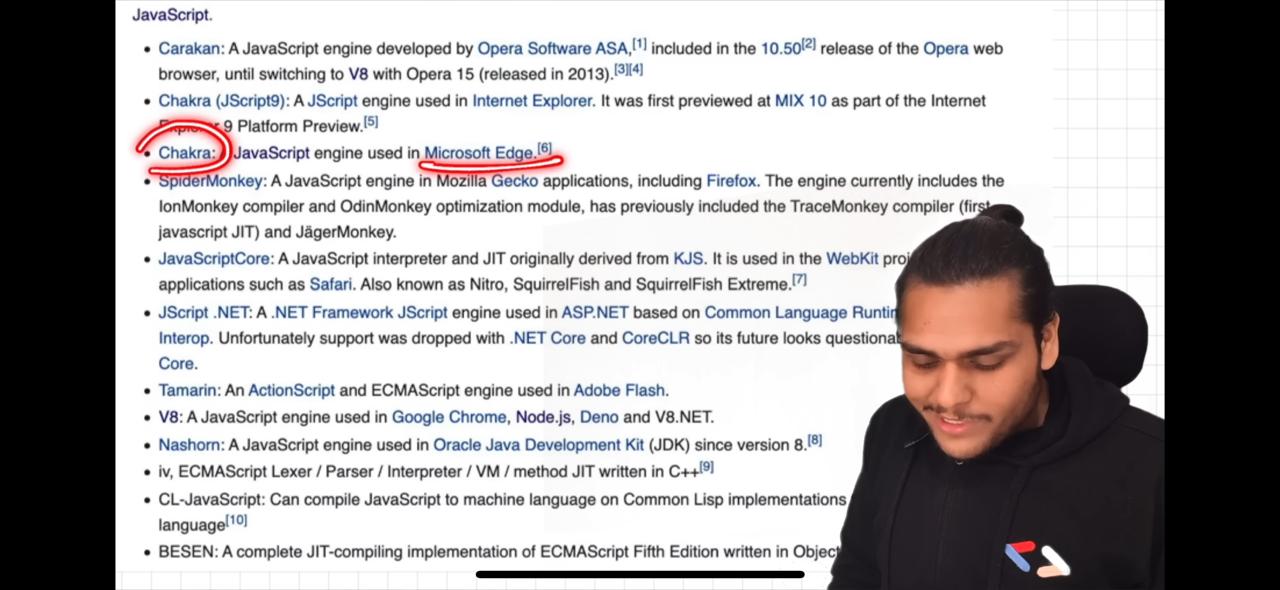 JavaScript.
• Carakan: A JavaScript engine developed by Opera Software ASA,[1] included in the 10.50[2] release of the Opera web
browser, until switching to V8 with Opera 15 (released in 2013).[3][4]
• Chakra (JScript9): A JScript engine used in Internet Explorer. It was first previewed at MIX 10 as part of the Internet
Explorer 9 Platform Preview.[5]
• Chakra: JavaScript engine used in Microsoft Edge.[6]
• SpiderMonkey: A JavaScript engine in Mozilla Gecko applications, including Firefox. The engine currently includes the
IonMonkey compiler and OdinMonkey optimization module, has previously included the TraceMonkey compiler (first
javascript JIT) and JägerMonkey.
• JavaScriptCore: A JavaScript interpreter and JIT originally derived from KJS. It is used in the WebKit
applications such as Safari. Also known as Nitro, SquirrelFish and SquirrelFish Extreme.[7]
• JScript .NET: A .NET Framework JScript engine used in ASP.NET based on Common Language
Interop. Unfortunately support was dropped with .NET Core and CoreCLR so its future looks
Core.
• Tamarin: An ActionScript and ECMAScript engine used in Adobe Flash.
• V8: A JavaScript engine used in Google Chrome, Node.js, Deno and V8.NET.
• Nashorn: A JavaScript engine used in Oracle Java Development Kit (JDK) since version 8.[8]
• iv, ECMAScript Lexer / Parser / Interpreter / VM / method JIT written in C++[9]
• CL-JavaScript: Can compile JavaScript to machine language on Common Lisp implementations
language[10]
• BESEN: A complete JIT-compiling implementation of ECMAScript Fifth Edition written in